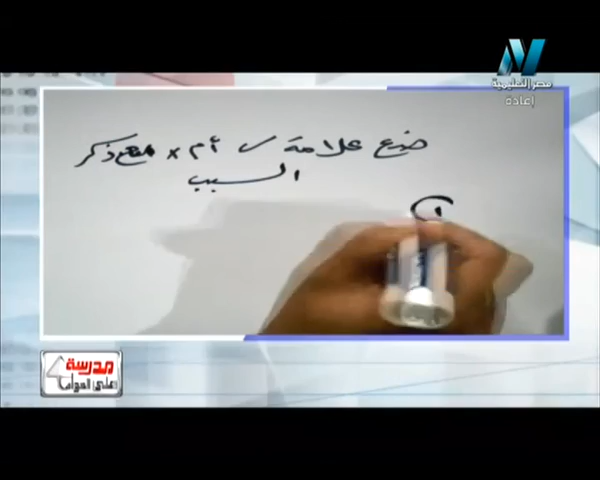 مصر التعليمية
إعادة
ضع علامة ✓ أم × مع ذكر
السبب
١
مدرسة
على الهواء